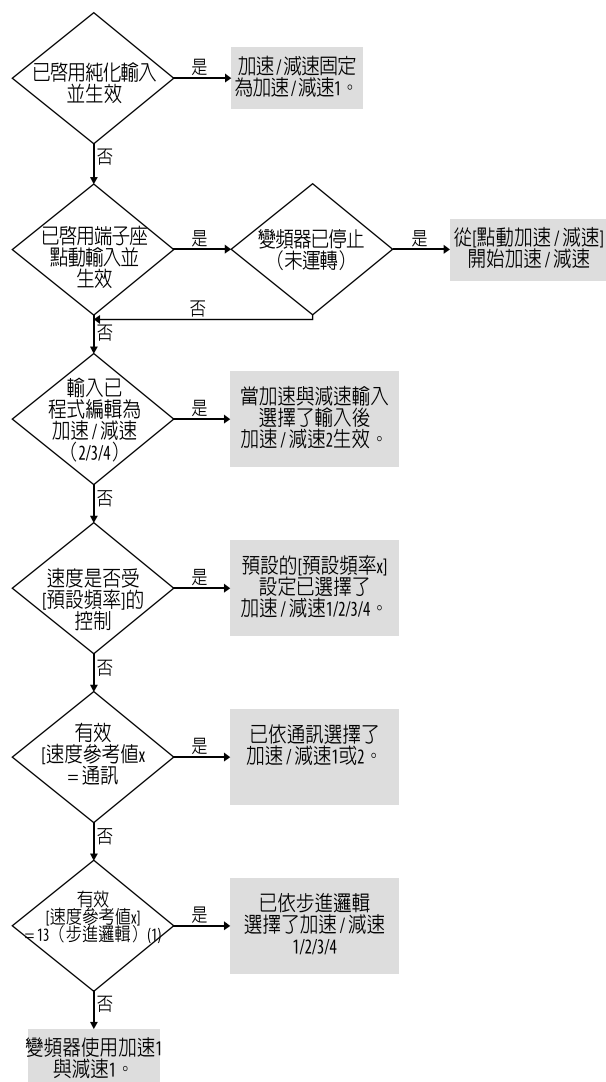 已啓用純化輸入
並生效
是
加速/減速固定
為加速/減速1。
否
已啓用端子座
點動輸入並
生效
是
變頻器已停止
（未運轉）
是
從[點動加速/減速]
開始加速/減速
否
否
輸入已
程式編輯為
加速/減速
（2/3/4）
是
當加速與減速輸入
選擇了輸入後
加速/減速2生效。
否
速度是否受
[預設頻率]的
控制
是
預設的[預設頻率x]
設定已選擇了
加速/減速1/2/3/4。
否
有效
[速度參考值x
=通訊
是
已依通訊選擇了
加速/減速1或2。
否
有效
[速度參考值x]
=13（步進邏輯）(1)
是
已依步進邏輯
選擇了加速/減速
1/2/3/4
否
變頻器使用加速1
與減速1。